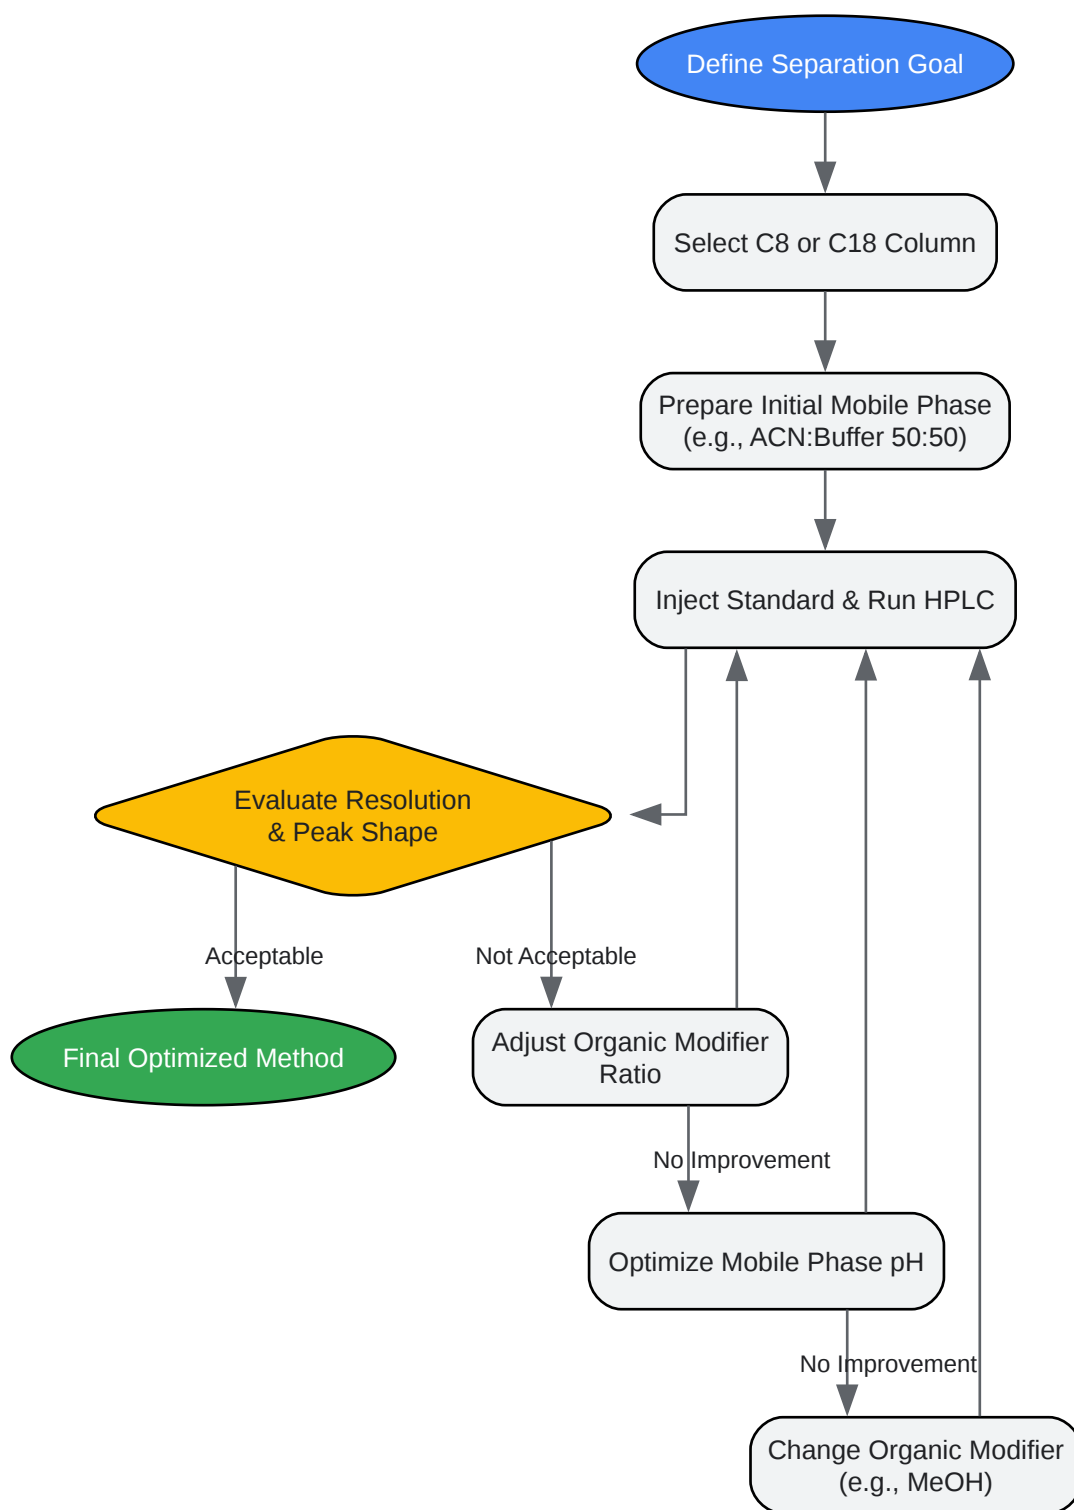 Define Separation Goal
Select C8 or C18 Column
Prepare Initial Mobile Phase
(e.g., ACN:Buffer 50:50)
Inject Standard & Run HPLC
Evaluate Resolution
& Peak Shape
Acceptable
Not Acceptable
Final Optimized Method
Adjust Organic Modifier
Ratio
No Improvement
Optimize Mobile Phase pH
No Improvement
Change Organic Modifier
(e.g., MeOH)